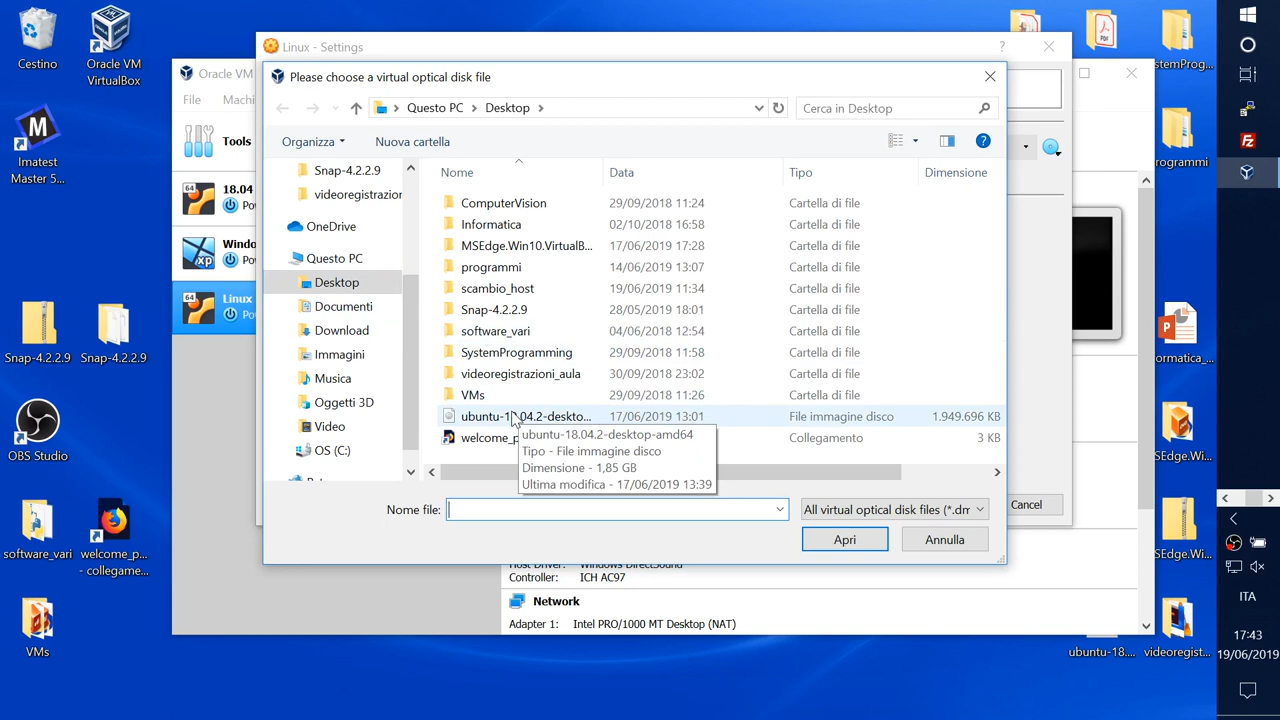 Cestino
Oracle VM
VirtualBox
Imatest
Master 5...
Snap-4.2.2.9
Snap-4.2.2.9
OBS Studio
software_vari
welcome_p...
- collegame...
VMs
Oracle VM
File
Machi
Tools
18.04
Windo
Linux
Linux - Settings
?
Please choose a virtual optical disk file
Questo PC
Desktop
Cerca in Desktop
Organizza
Nuova cartella
Snap-4.2.2.9
videoregistrazior
OneDrive
Questo PC
Desktop
Documenti
Download
Immagini
Musica
Oggetti 3D
Video
OS (C:)
Nome
Data
Tipo
Dimensione
ComputerVision 29/09/2018 11:24 Cartella di file
Informatica 02/10/2018 16:58 Cartella di file
MSEdge.Win10.VirtualB... 17/06/2019 17:28 Cartella di file
programmi 14/06/2019 13:07 Cartella di file
scambio_host 19/06/2019 11:34 Cartella di file
Snap-4.2.2.9 28/05/2019 18:01 Cartella di file
software_vari 04/06/2018 12:54 Cartella di file
SystemProgramming 29/09/2018 11:58 Cartella di file
videoregistrazioni_aula 30/09/2018 23:02 Cartella di file
VMs 29/09/2018 11:26 Cartella di file
ubuntu-18.04.2-deskto... 17/06/2019 13:01 File immagine disco 1.949.696 KB
welcome_p Collegamento 3 KB
ubuntu-18.04.2-desktop-amd64
Tipo - File immagine disco
Dimensione - 1,85 GB
Ultima modifica - 17/06/2019 13:39
Nome file:
All virtual optical disk files (*.dm
Apri
Annulla
Cancel
Host Driver: Windows DirectSound
Controller: ICH AC97
Network
Adapter 1: Intel PRO/1000 MT Desktop (NAT)
PDF
stemProg...
rogrammi
ormatica_...
SEdge.Wi...
SEdge.Wi...
ubuntu-18....
videoregist...
ITA
17:43
19/06/2019